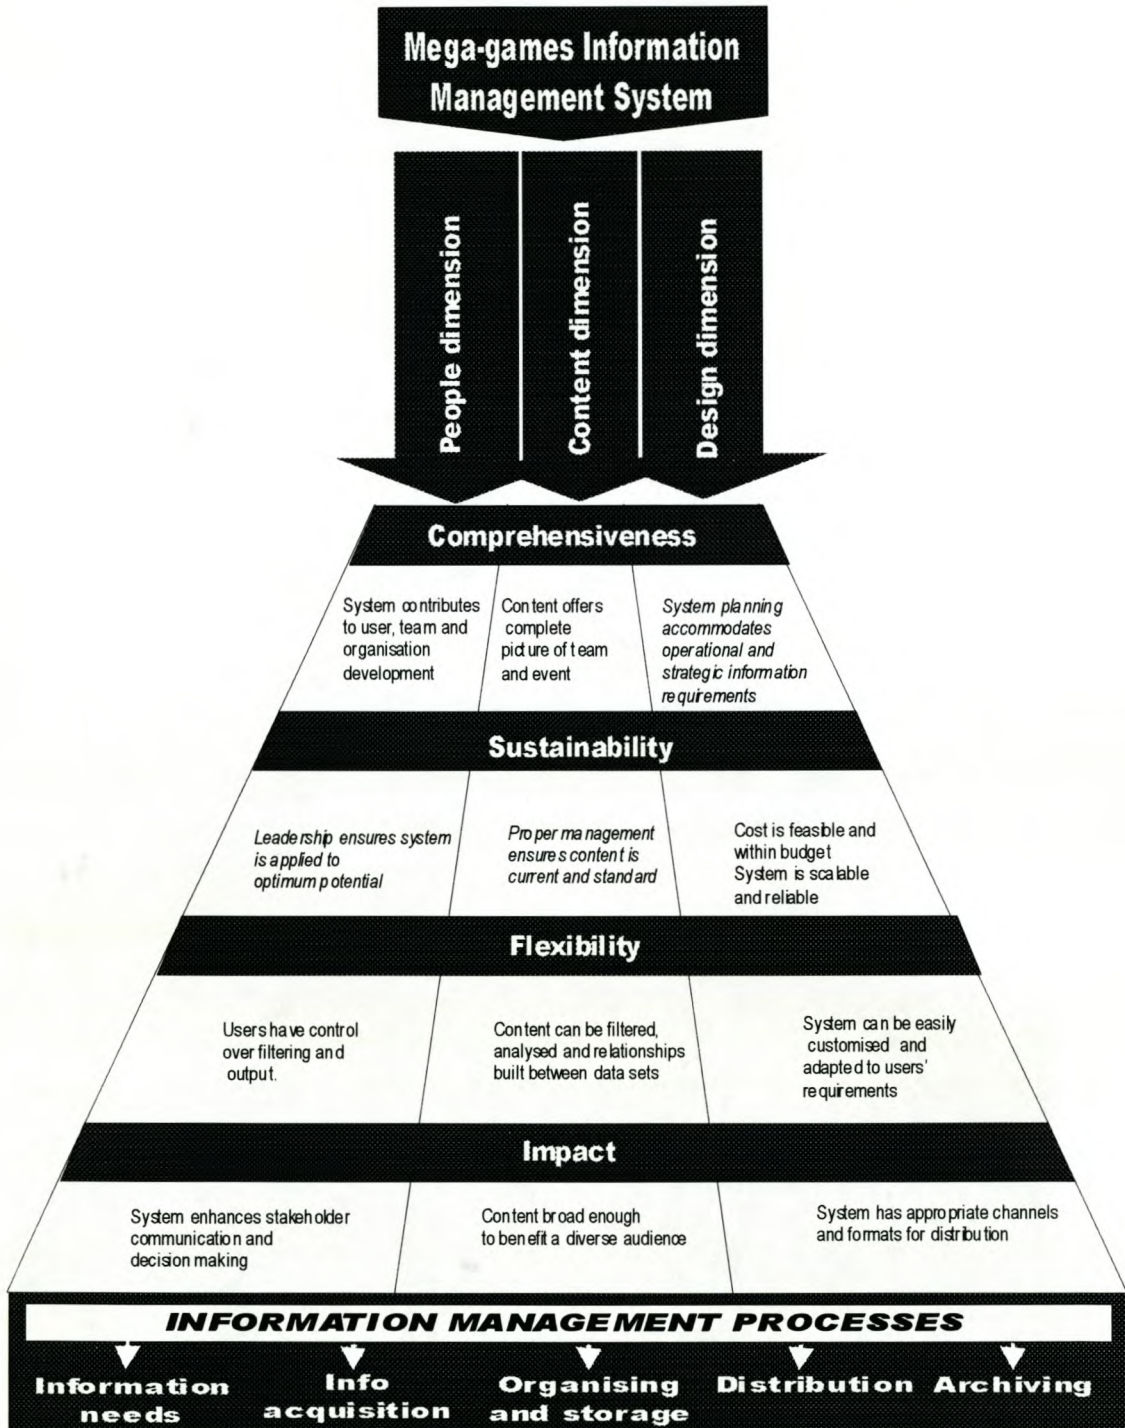 Mega-games Information
Management System
People dimension
Content dimension
Design dimension
Comprehensiveness
System contributes
to user, team and
organisation
development
Content offers
complete
picture of team
and event
System planning
accommodates
operational and
strategic information
requirements
Sustainability
Leadership ensures system
is applied to
optimum potential
Proper management
ensures content is
current and standard
Cost is feasible and
within budget
System is scalable
and reliable
Flexibility
Users have control
over filtering and
output.
Content can be filtered,
analysed and relationships
built between data sets
System can be easily
customised and
adapted to users'
requirements
Impact
System enhances stakeholder
communication and
decision making
Content broad enough
to benefit a diverse audience
System has appropriate channels
and formats for distribution
INFORMATION MANAGEMENT PROCESSES
Information
needs
Info
acquisition
Organising
and storage
Distribution
Archiving